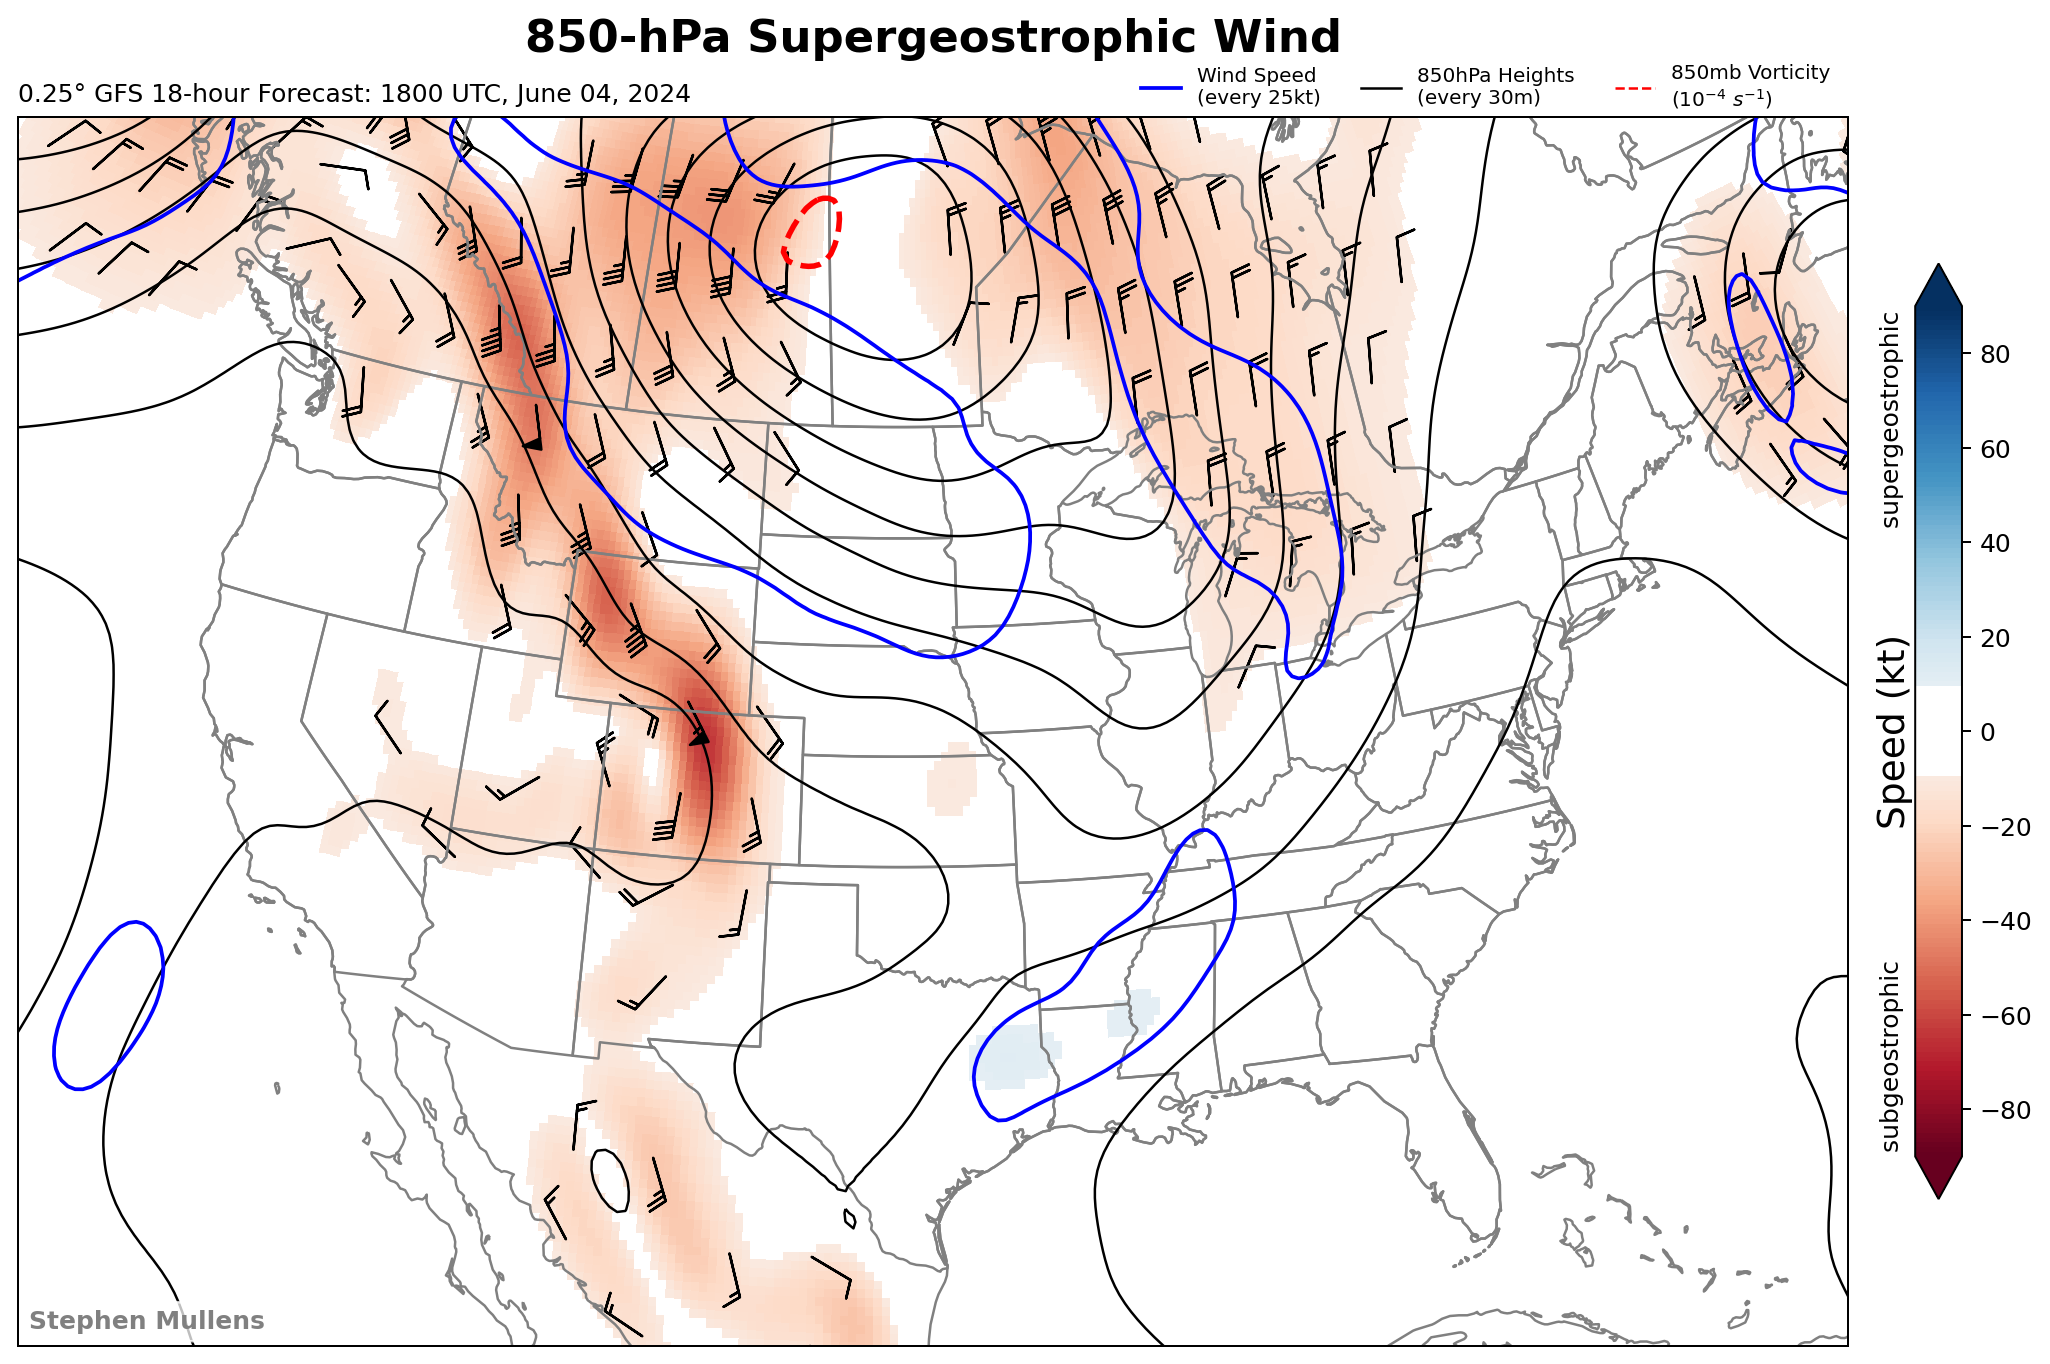 850-hPa Supergeostrophic Wind
0.25° GFS 18-hour Forecast: 1800 UTC, June 04, 2024
Wind Speed
(every 25kt)
850hPa Heights
(every 30m)
850mb Vorticity
(10⁻⁴ s⁻¹)
supergeostrophic
Speed (kt)
subgeostrophic
80
60
40
20
0
−20
−40
−60
−80
Stephen Mullens